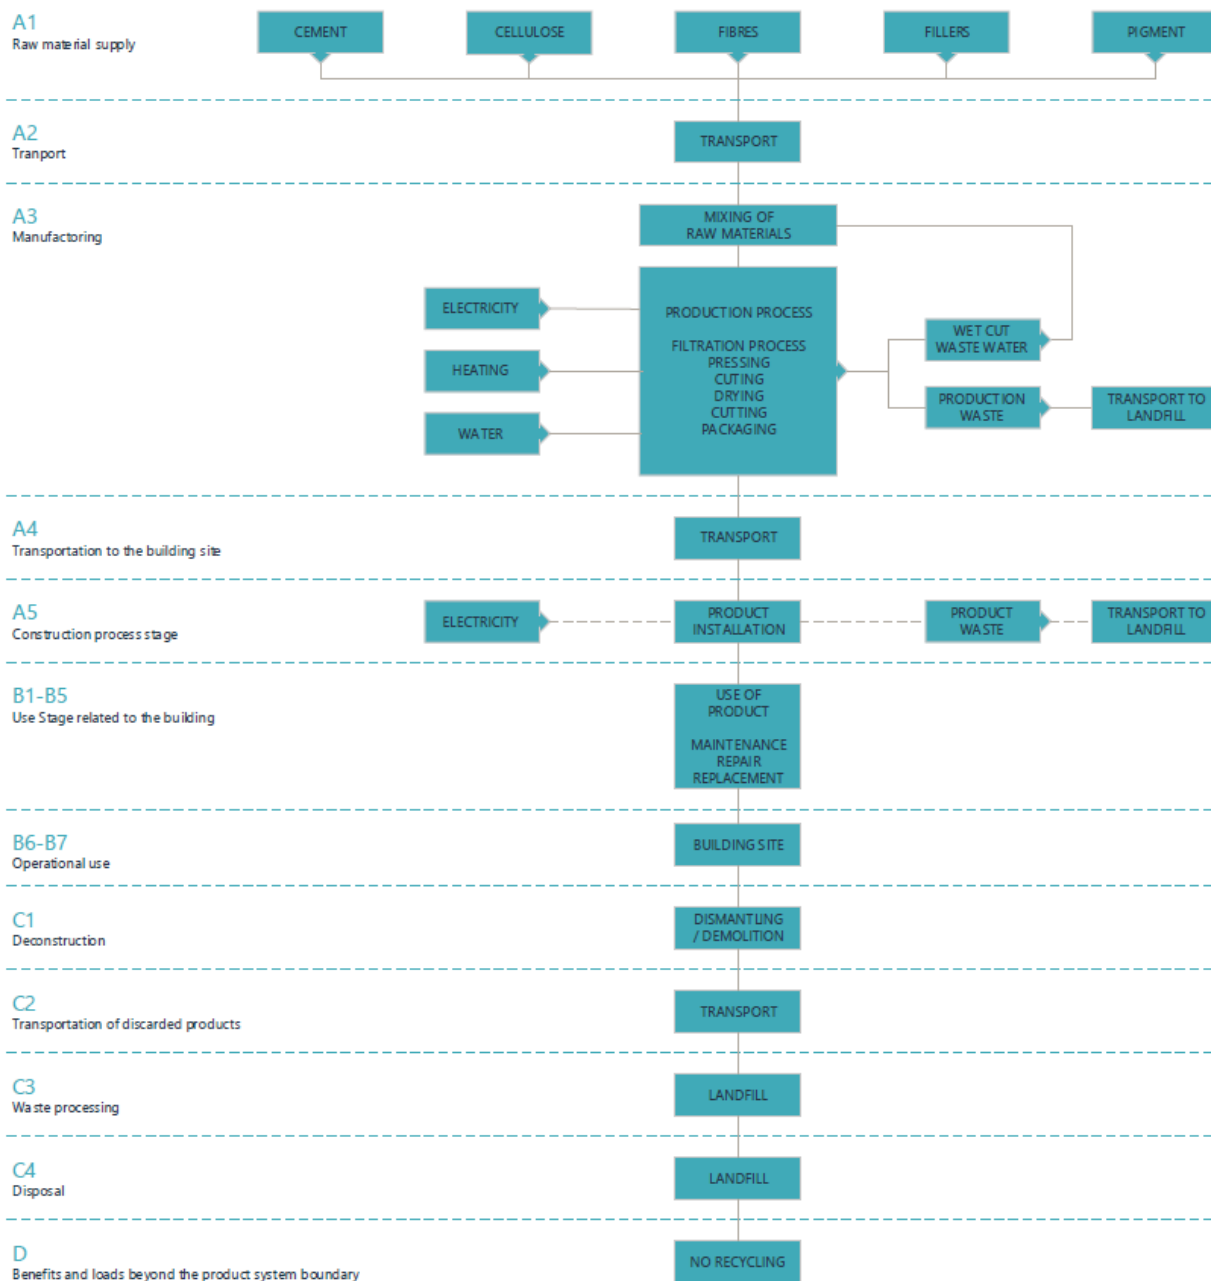 A1
Raw material supply
CEMENT
CELLULOSE
FIBRES
FILLERS
PIGMENT
A2
Tranport
TRANSPORT
A3
Manufactoring
MIXING OF
RAW MATERIALS
ELECTRICITY
HEATING
WATER
PRODUCTION PROCESS
FILTRATION PROCESS
PRESSING
CUTING
DRYING
CUTTING
PACKAGING
WET CUT
WASTE WATER
PRODUCTION
WASTE
TRANSPORT TO
LANDFILL
A4
Transportation to the building site
TRANSPORT
A5
Construction process stage
ELECTRICITY
PRODUCT
INSTALLATION
PRODUCT
WASTE
TRANSPORT TO
LANDFILL
B1-B5
Use Stage related to the building
USE OF
PRODUCT
MAINTENANCE
REPAIR
REPLACEMENT
B6-B7
Operational use
BUILDING SITE
C1
Deconstruction
DISMANTLING
/ DEMOLITION
C2
Transportation of discarded products
TRANSPORT
C3
Waste processing
LANDFILL
C4
Disposal
LANDFILL
D
Benefits and loads beyond the product system boundary
NO RECYCLING